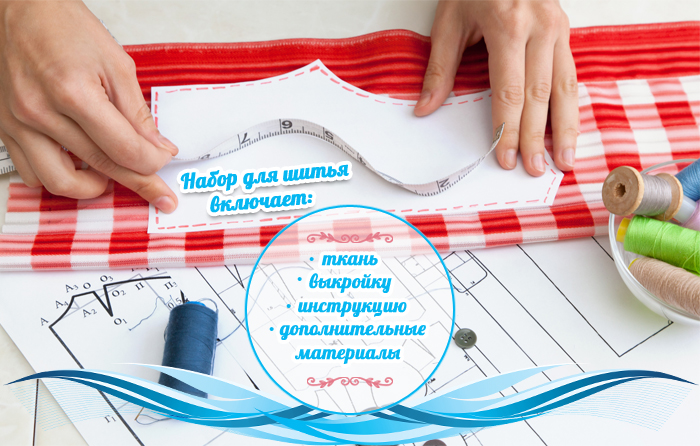 Набор для шитья
включает:
· ткань
· выкройку
· инструкцию
· дополнительные
материалы